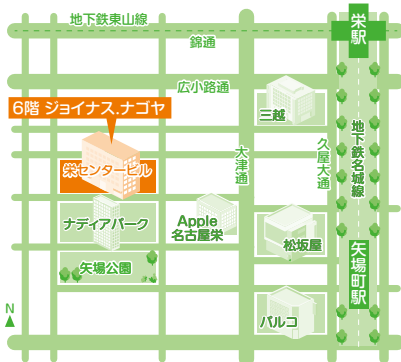 地下鉄東山線
栄駅
錦通
広小路通
三越
6階 ジョイナス.ナゴヤ
栄センタービル
大津通
久屋大通
地下鉄名城線
ナディアパーク
Apple
名古屋栄
松坂屋
矢場町駅
矢場公園
パルコ
N